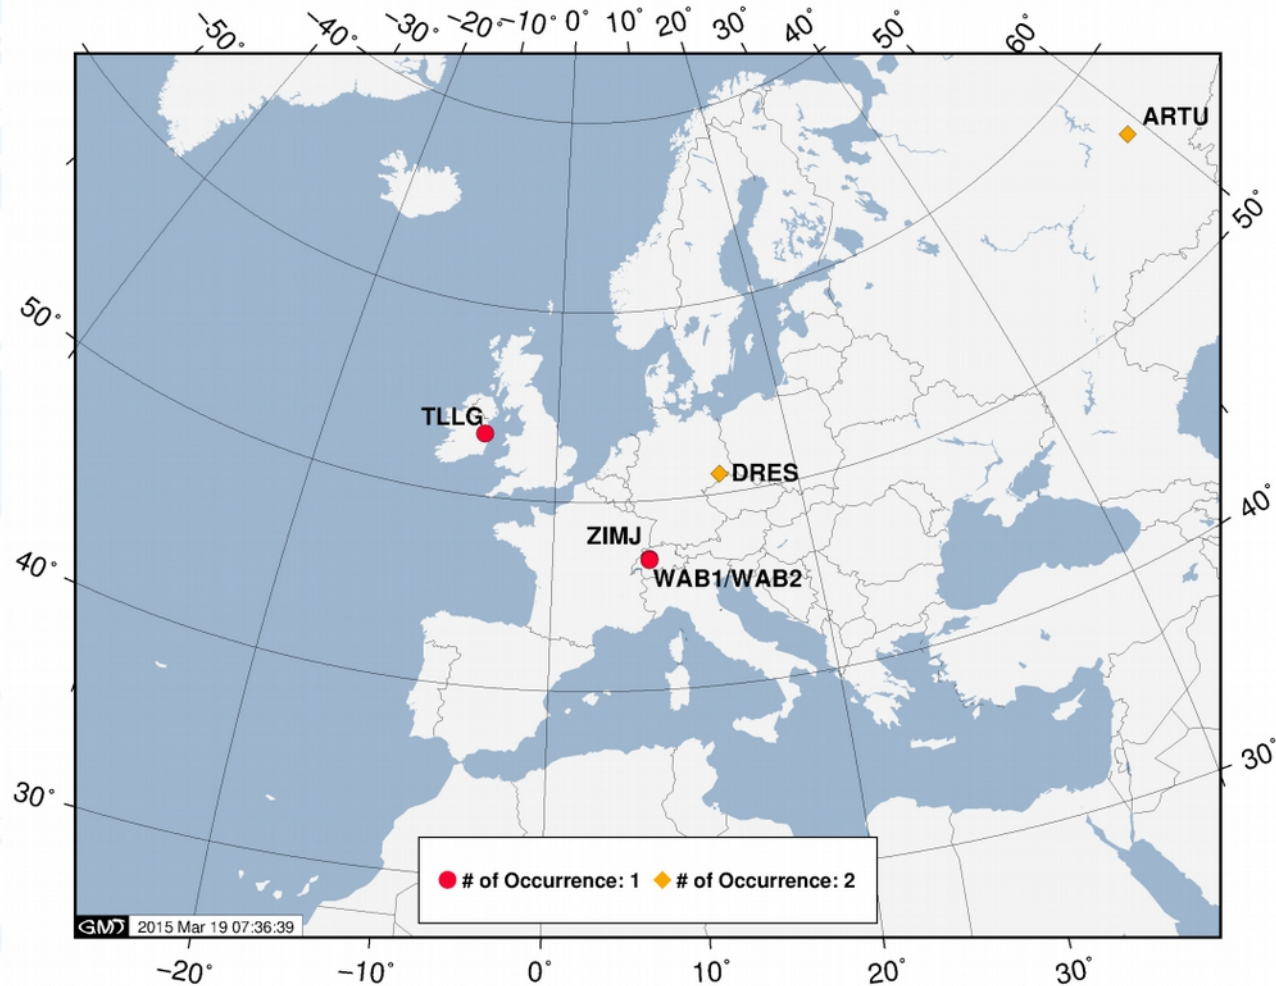 −50° −40° −30° −20° −10° 0° 10° 20° 30° 40° 50° 60°
ARTU
50°
50°
TLLG
DRES
40°
ZIMJ
40°
WAB1/WAB2
30°
30°
# of Occurrence: 1 # of Occurrence: 2
GMT 2015 Mar 19 07:36:39
−20° −10° 0° 10° 20° 30°